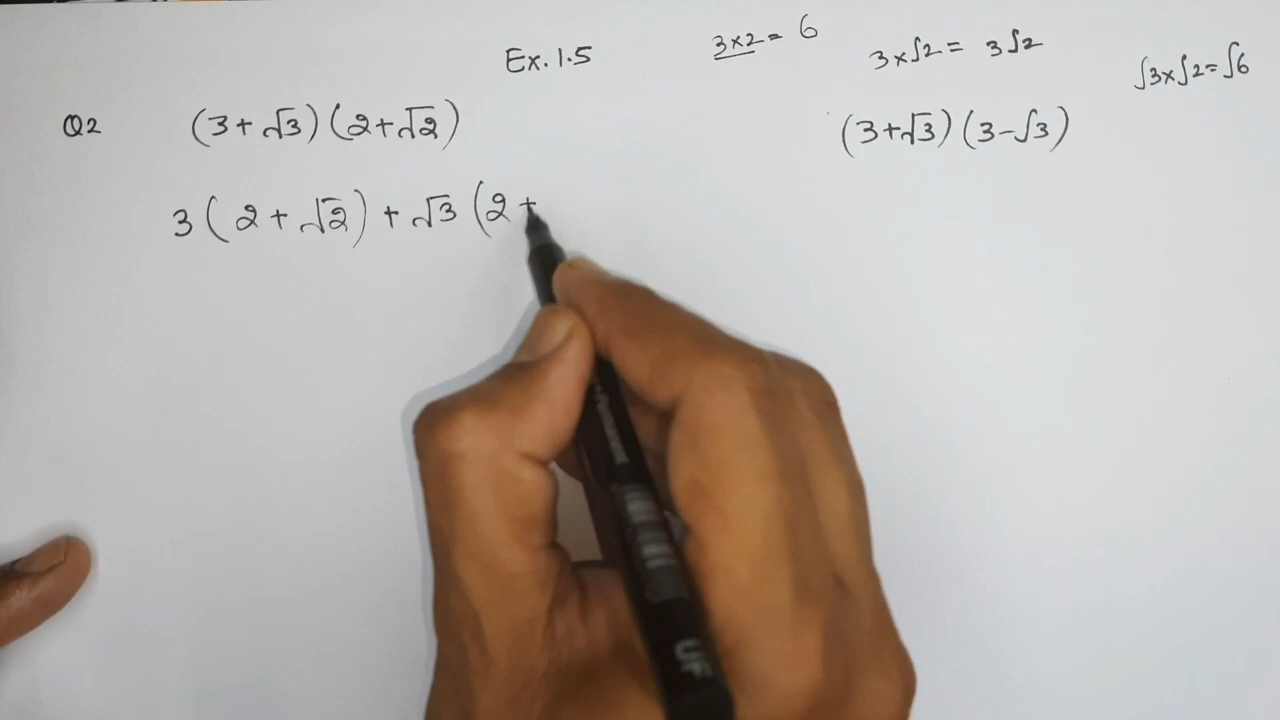 Ex. 1.5
3×2 = 6
3×√2 = 3√2
√3×√2=√6
Q2 (3+√3)(2+√2)
(3+√3)(3-√3)
3(2+√2)+√3(2+
UF